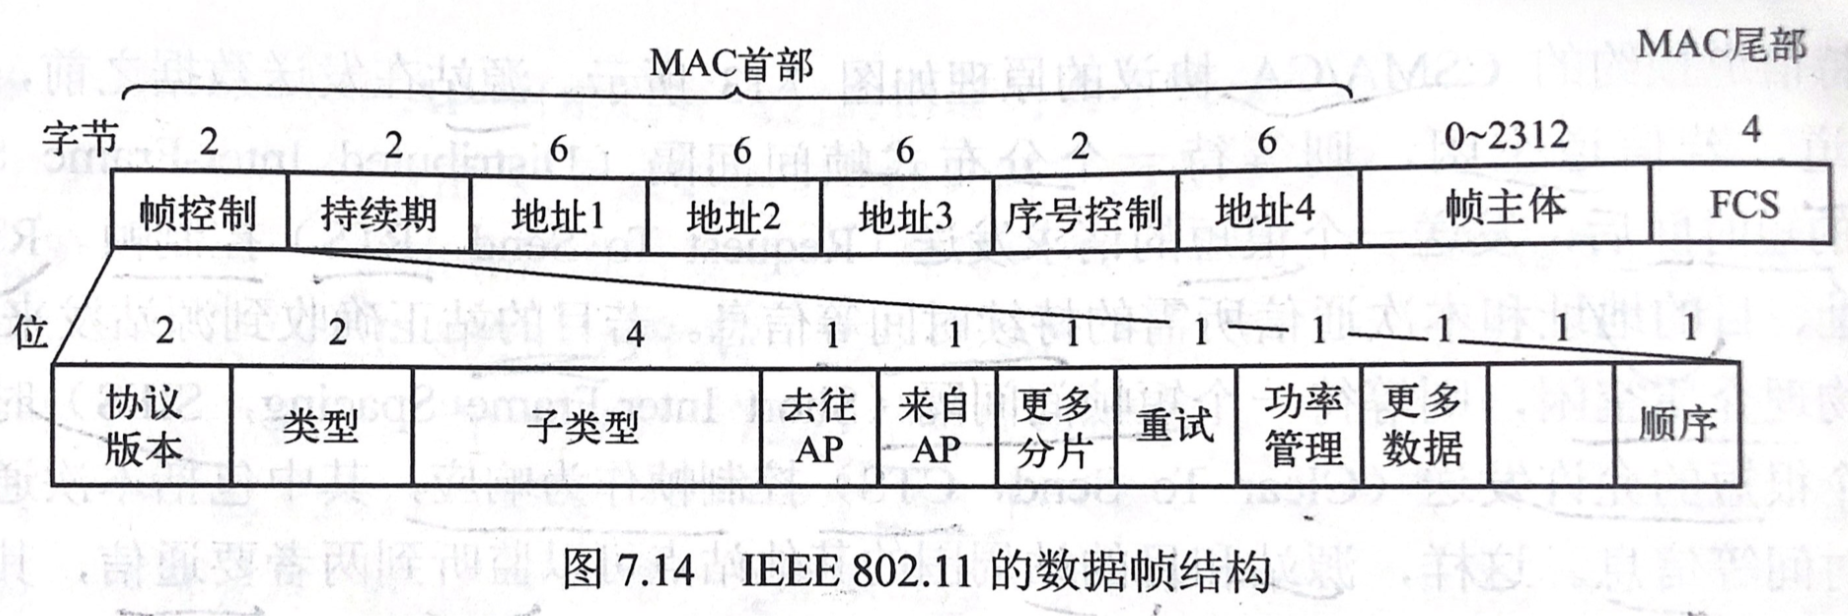 MAC首部 MAC尾部
字节 2 2 6 6 6 2 6 0~2312 4
帧控制 持续期 地址1 地址2 地址3 序号控制 地址4 帧主体 FCS
位 2 2 4 1 1 1 1 1 1 1 1
协议版本 类型 子类型 去往AP 来自AP 更多分片 重试 功率管理 更多数据 顺序
图 7.14 IEEE 802.11 的数据帧结构